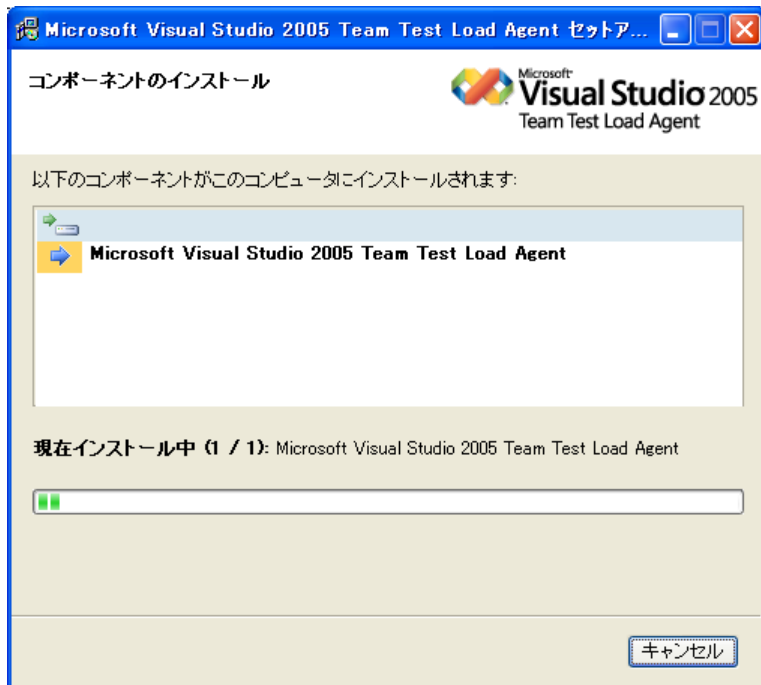 Microsoft Visual Studio 2005 Team Test Load Agent セットア...
コンポーネントのインストール
Microsoft
Visual Studio 2005
Team Test Load Agent
以下のコンポーネントがこのコンピュータにインストールされます:
Microsoft Visual Studio 2005 Team Test Load Agent
現在インストール中 (1 / 1): Microsoft Visual Studio 2005 Team Test Load Agent
キャンセル